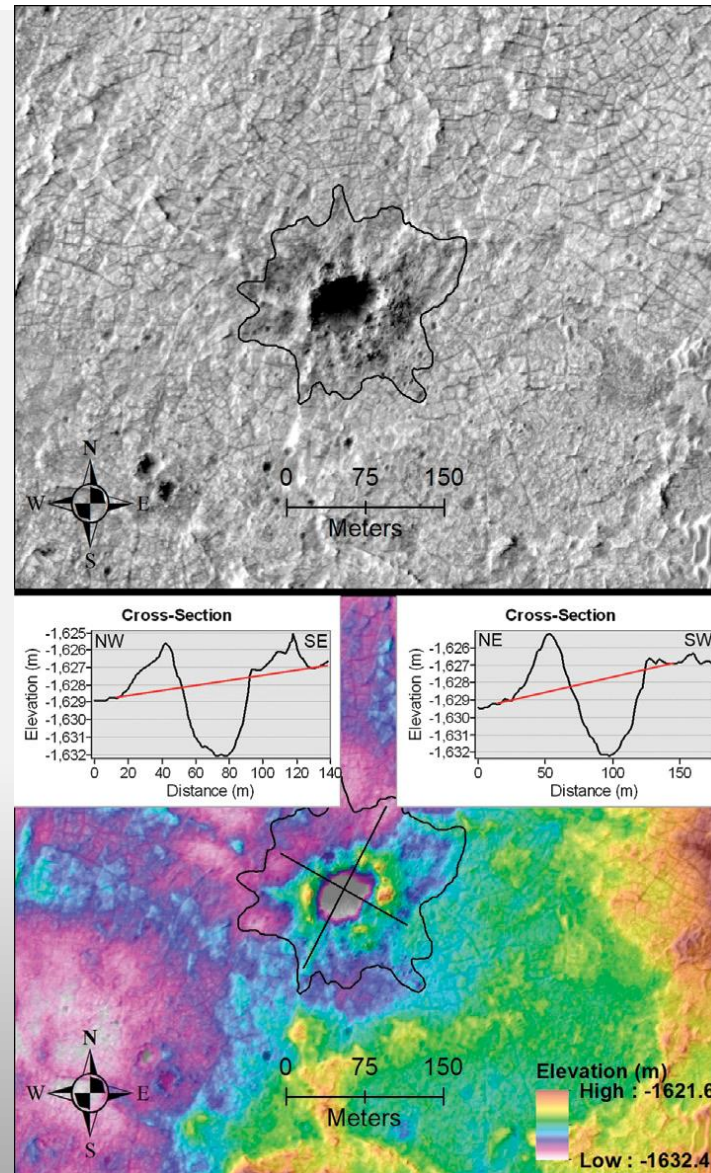 N
W E
S
0 75 150
Meters
Cross-Section
NW SE
-1,625
-1,626
-1,627
-1,628
-1,629
-1,630
-1,631
-1,632
Elevation (m)
0 20 40 60 80 100 120 140
Distance (m)
Cross-Section
NE SW
-1,626
-1,627
-1,628
-1,629
-1,630
-1,631
-1,632
Elevation (m)
0 50 100 150
Distance (m)
N
W E
S
0 75 150
Meters
Elevation (m)
High : -1621.6
Low : -1632.4